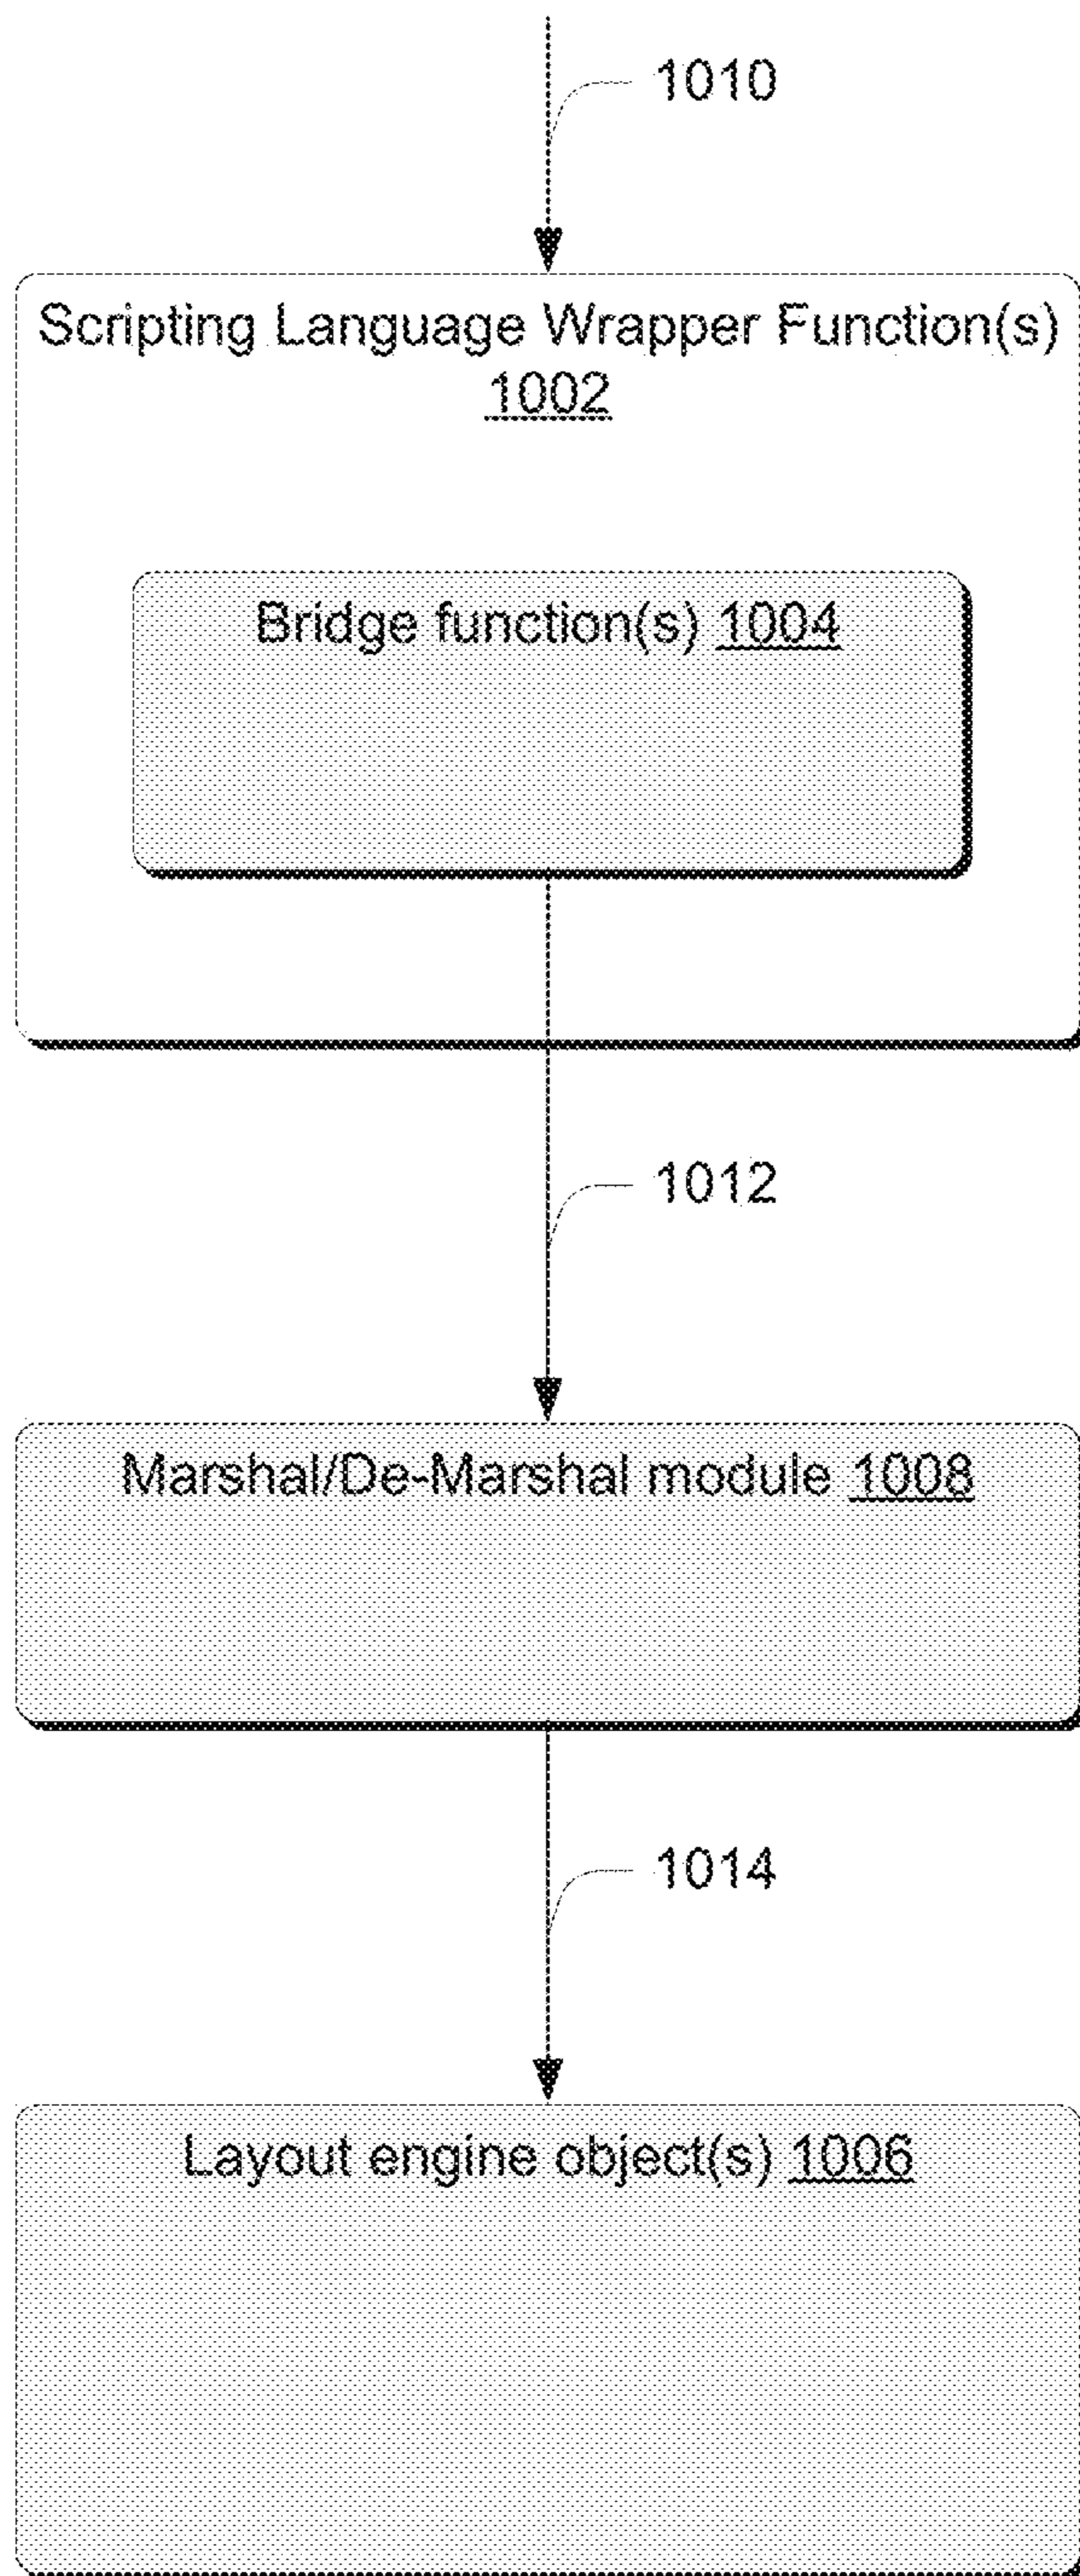 1010
Scripting Language Wrapper Function(s)
1002
Bridge function(s) 1004
1012
Marshal/De-Marshal module 1008
1014
Layout engine object(s) 1006